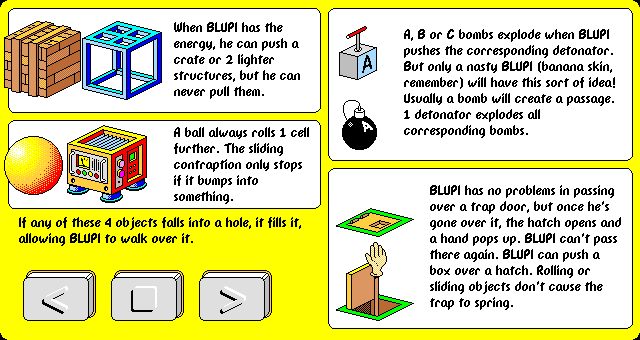 When BLUPI has the
energy, he can push a
crate or 2 lighter
structures, but he can
never pull them.
A ball always rolls 1 cell
further. The sliding
contraption only stops
if it bumps into
something.
If any of these 4 objects falls into a hole, it fills it,
allowing BLUPI to walk over it.
A, B or C bombs explode when BLUPI
pushes the corresponding detonator.
But only a nasty BLUPI (banana skin,
remember) will have this sort of idea!
Usually a bomb will create a passage.
1 detonator explodes all
corresponding bombs.
A
A
BLUPI has no problems in passing
over a trap door, but once he's
gone over it, the hatch opens and
a hand pops up. BLUPI can't pass
there again. BLUPI can push a
box over a hatch. Rolling or
sliding objects don't cause the
trap to spring.